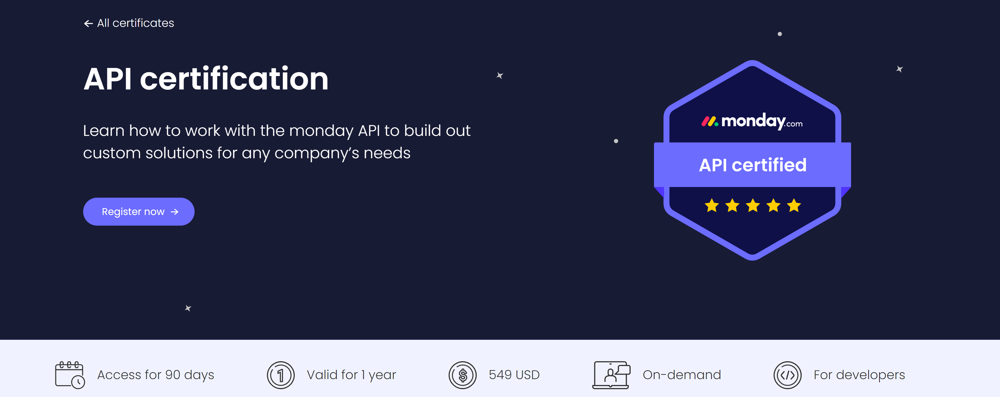 ← All certificates
API certification
Learn how to work with the monday API to build out
custom solutions for any company’s needs
Register now →
monday.com
API certified
Access for 90 days
1
Valid for 1 year
$
549 USD
On-demand
</>
For developers